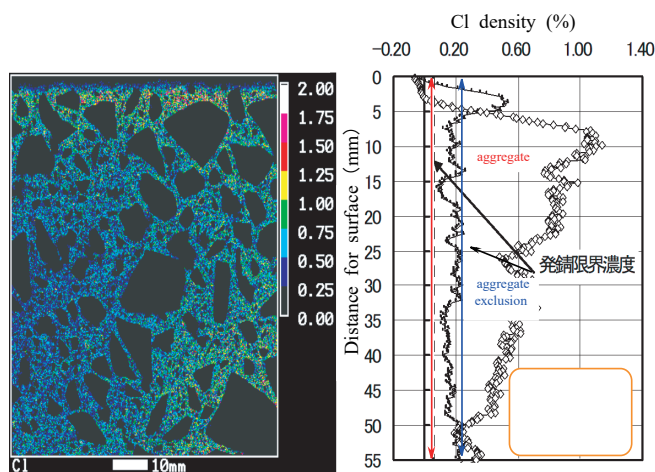 Cl density (%)
-0.20 0.20 0.60 1.00 1.40
2.00
1.75
1.50
1.25
1.00
0.75
0.50
0.25
0.00
Cl
10mm
Distance for surface (mm)
0
5
10
15
20
25
30
35
40
45
50
55
aggregate
発錆限界濃度
aggregate
exclusion